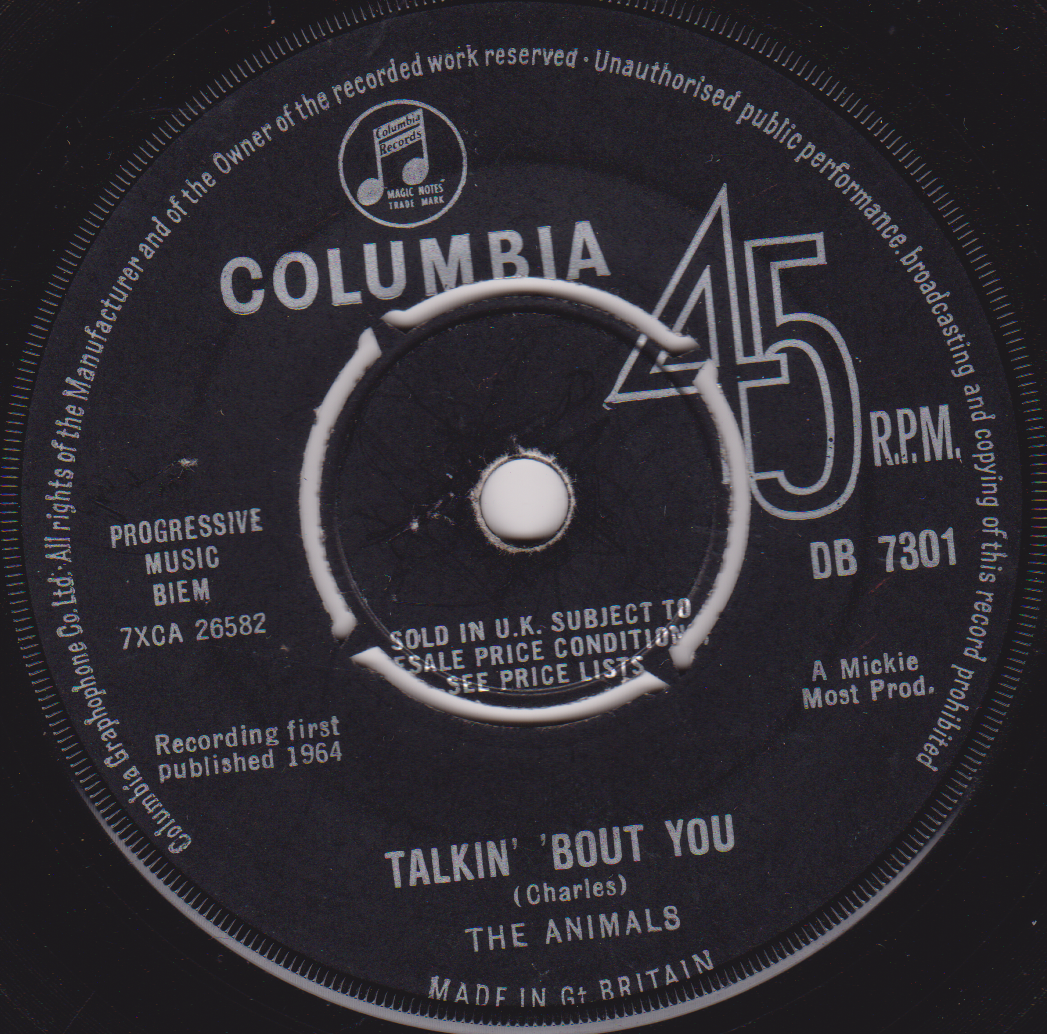 Columbia Graphophone Co. Ltd. · All rights of the Manufacturer and of the Owner of the recorded work reserved · Unauthorised public performance, broadcasting and copying of this record prohibited
Columbia
Records
MAGIC NOTES
TRADE MARK
COLUMBIA
45
R.P.M.
DB 7301
PROGRESSIVE
MUSIC
BIEM
7XCA 26582
SOLD IN U.K. SUBJECT TO
ESALE PRICE CONDITION
SEE PRICE LISTS
A Mickie
Most Prod.
Recording first
published 1964
TALKIN' 'BOUT YOU
(Charles)
THE ANIMALS
MADE IN Gt. BRITAIN